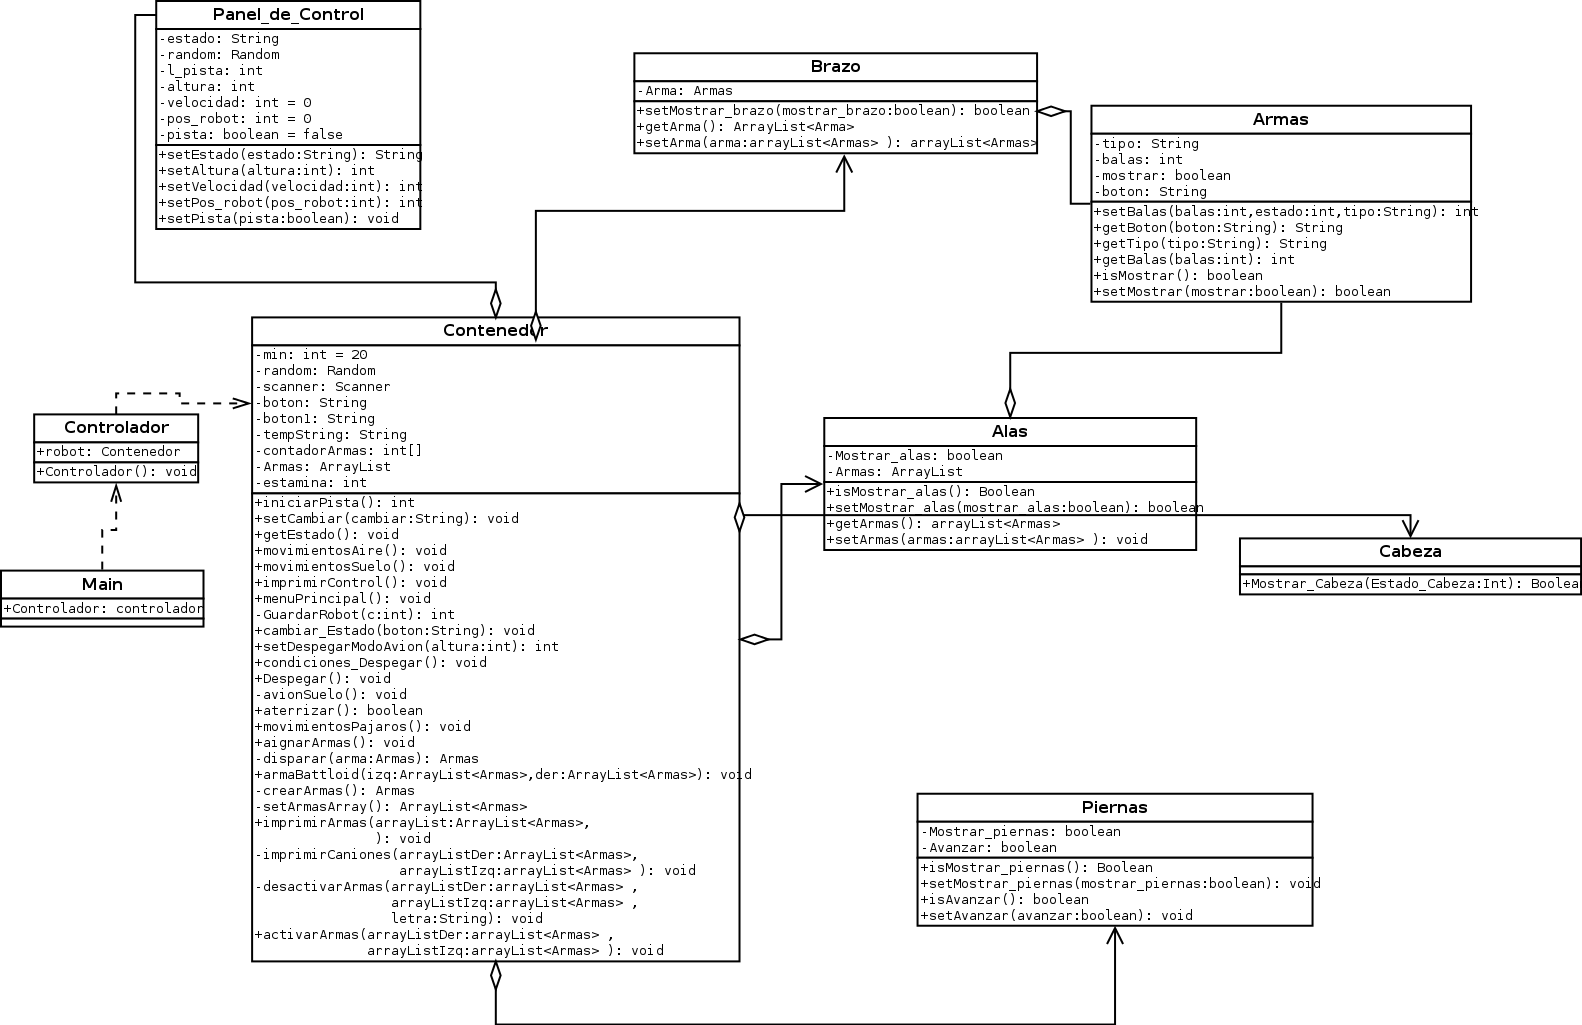 Panel_de_Control
-estado: String
-random: Random
-l_pista: int
-altura: int
-velocidad: int = 0
-pos_robot: int = 0
-pista: boolean = false
+setEstado(estado:String): String
+setAltura(altura:int): int
+setVelocidad(velocidad:int): int
+setPos_robot(pos_robot:int): int
+setPista(pista:boolean): void
Brazo
-Arma: Armas
+setMostrar_brazo(mostrar_brazo:boolean): boolean
+getArma(): ArrayList<Arma>
+setArma(arma:arrayList<Armas> ): arrayList<Armas>
Armas
-tipo: String
-balas: int
-mostrar: boolean
-boton: String
+setBalas(balas:int,estado:int,tipo:String): int
+getBoton(boton:String): String
+getTipo(tipo:String): String
+getBalas(balas:int): int
+isMostrar(): boolean
+setMostrar(mostrar:boolean): boolean
Contenedor
-min: int = 20
-random: Random
-scanner: Scanner
-boton: String
-boton1: String
-tempString: String
-contadorArmas: int[]
-Armas: ArrayList
-estamina: int
+iniciarPista(): int
+setCambiar(cambiar:String): void
+getEstado(): void
+movimientosAire(): void
+movimientosSuelo(): void
+imprimirControl(): void
+menuPrincipal(): void
-GuardarRobot(c:int): int
+cambiar_Estado(boton:String): void
+setDespegarModoAvion(altura:int): int
+condiciones_Despegar(): void
+Despegar(): void
-avionSuelo(): void
+aterrizar(): boolean
+movimientosPajaros(): void
+aignarArmas(): void
-disparar(arma:Armas): Armas
+armaBattloid(izq:ArrayList<Armas>,der:ArrayList<Armas>): void
-crearArmas(): Armas
-setArmasArray(): ArrayList<Armas>
+imprimirArmas(arrayList:ArrayList<Armas>,
): void
-imprimirCaniones(arrayListDer:ArrayList<Armas>,
arrayListIzq:arrayList<Armas> ): void
-desactivarArmas(arrayListDer:arrayList<Armas> ,
arrayListIzq:arrayList<Armas> ,
letra:String): void
+activarArmas(arrayListDer:arrayList<Armas> ,
arrayListIzq:arrayList<Armas> ): void
Controlador
+robot: Contenedor
+Controlador(): void
Main
+Controlador: controlador
Alas
-Mostrar_alas: boolean
-Armas: ArrayList
+isMostrar_alas(): Boolean
+setMostrar_alas(mostrar_alas:boolean): boolean
+getArmas(): arrayList<Armas>
+setArmas(armas:arrayList<Armas> ): void
Cabeza
+Mostrar_Cabeza(Estado_Cabeza:Int): Boolea
Piernas
-Mostrar_piernas: boolean
-Avanzar: boolean
+isMostrar_piernas(): Boolean
+setMostrar_piernas(mostrar_piernas:boolean): void
+isAvanzar(): boolean
+setAvanzar(avanzar:boolean): void